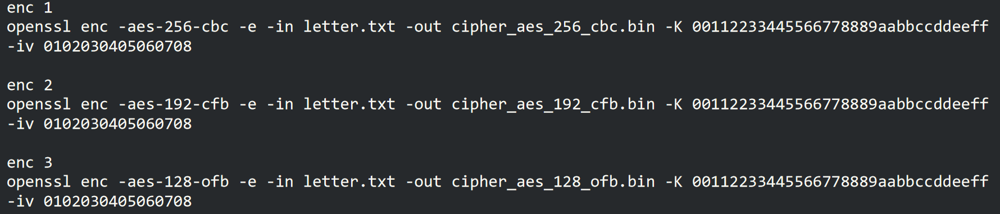 enc 1
openssl enc -aes-256-cbc -e -in letter.txt -out cipher_aes_256_cbc.bin -K 00112233445566778889aabbccddeeff
-iv 0102030405060708
enc 2
openssl enc -aes-192-cfb -e -in letter.txt -out cipher_aes_192_cfb.bin -K 00112233445566778889aabbccddeeff
-iv 0102030405060708
enc 3
openssl enc -aes-128-ofb -e -in letter.txt -out cipher_aes_128_ofb.bin -K 00112233445566778889aabbccddeeff
-iv 0102030405060708